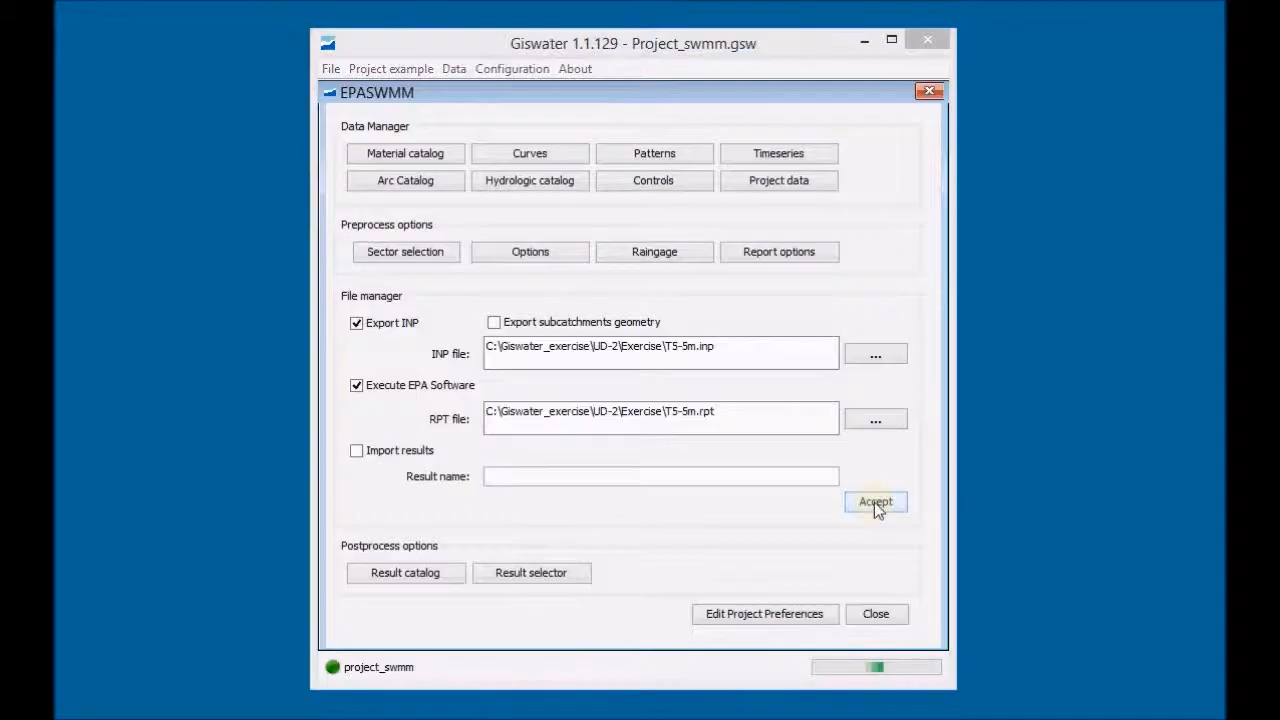 Giswater 1.1.129 - Project_swmm.gsw
File Project example Data Configuration About
EPASWMM
Data Manager
Material catalog Curves Patterns Timeseries
Arc Catalog Hydrologic catalog Controls Project data
Preprocess options
Sector selection Options Raingage Report options
File manager
Export INP Export subcatchments geometry
INP file: C:\Giswater_exercise\UD-2\Exercise\T5-5m.inp ...
Execute EPA Software
RPT file: C:\Giswater_exercise\UD-2\Exercise\T5-5m.rpt ...
Import results
Result name:
Accept
Postprocess options
Result catalog Result selector
Edit Project Preferences Close
project_swmm